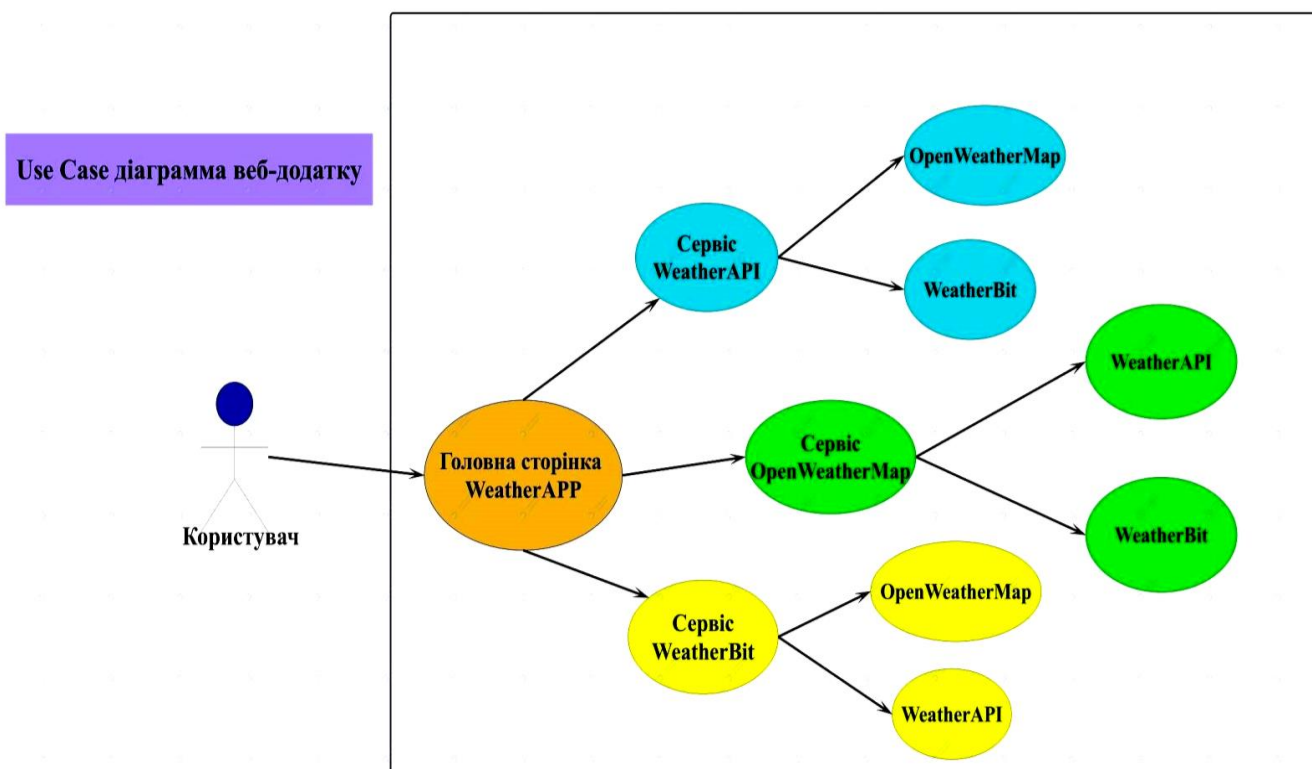 Use Case діаграмма веб-додатку
OpenWeatherMap
Сервіс
WeatherAPI
WeatherBit
WeatherAPI
Головна сторінка
WeatherAPP
Сервіс
OpenWeatherMap
Користувач
WeatherBit
OpenWeatherMap
Сервіс
WeatherBit
WeatherAPI